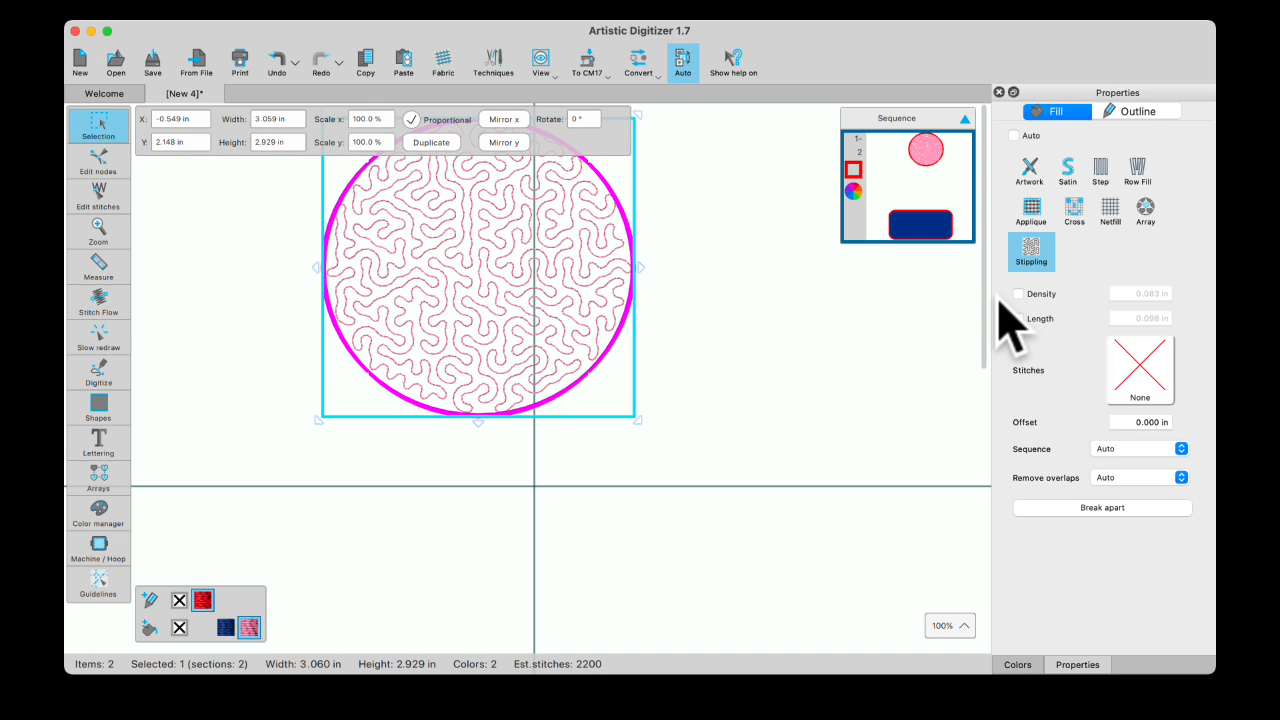 Artistic Digitizer 1.7
New Open Save From File Print Undo Redo Copy Paste Fabric Techniques View To CM17 Convert Auto Show help on
Welcome [New 4]*
Properties
X: -0.549 in Width: 3.059 in Scale x: 100.0 % Proportional Mirror x Rotate: 0 °
Y: 2.148 in Height: 2.929 in Scale y: 100.0 % Duplicate Mirror y
Sequence
1-
2
Fill Outline
Auto
Artwork Satin Step Row Fill
Applique Cross Netfill Array
Stippling
Density 0.083 in
Length 0.098 in
Stitches
None
Offset 0.000 in
Sequence Auto
Remove overlaps Auto
Break apart
Selection
Edit nodes
Edit stitches
Zoom
Measure
Stitch Flow
Slow redraw
Digitize
Shapes
Lettering
Arrays
Color manager
Machine / Hoop
Guidelines
100%
Items: 2 Selected: 1 (sections: 2) Width: 3.060 in Height: 2.929 in Colors: 2 Est.stitches: 2200
Colors Properties